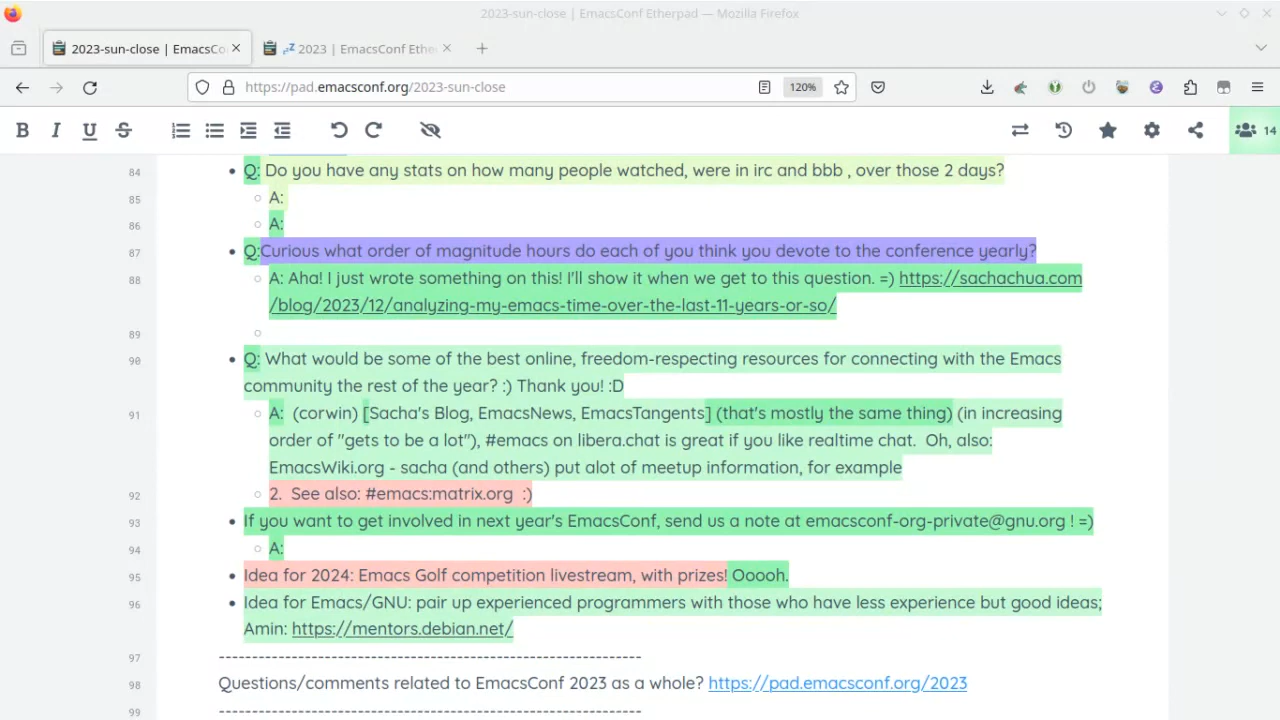 2023-sun-close | EmacsConf Etherpad — Mozilla Firefox
2023-sun-close | EmacsCo
2023 | EmacsConf Ethe
https://pad.emacsconf.org/2023-sun-close
120%
B I U S
14
84 Q: Do you have any stats on how many people watched, were in irc and bbb , over those 2 days?
85 A:
86 A:
87 Q:Curious what order of magnitude hours do each of you think you devote to the conference yearly?
88 A: Aha! I just wrote something on this! I'll show it when we get to this question. =) https://sachachua.com
/blog/2023/12/analyzing-my-emacs-time-over-the-last-11-years-or-so/
89
90 Q: What would be some of the best online, freedom-respecting resources for connecting with the Emacs
community the rest of the year? :) Thank you! :D
91 A: (corwin) [Sacha's Blog, EmacsNews, EmacsTangents] (that's mostly the same thing) (in increasing
order of "gets to be a lot"), #emacs on libera.chat is great if you like realtime chat. Oh, also:
EmacsWiki.org - sacha (and others) put alot of meetup information, for example
92 2. See also: #emacs:matrix.org :)
93 If you want to get involved in next year's EmacsConf, send us a note at emacsconf-org-private@gnu.org ! =)
94 A:
95 Idea for 2024: Emacs Golf competition livestream, with prizes! Ooooh.
96 Idea for Emacs/GNU: pair up experienced programmers with those who have less experience but good ideas;
Amin: https://mentors.debian.net/
97 ----------------------------------------------------------------
98 Questions/comments related to EmacsConf 2023 as a whole? https://pad.emacsconf.org/2023
99 ----------------------------------------------------------------